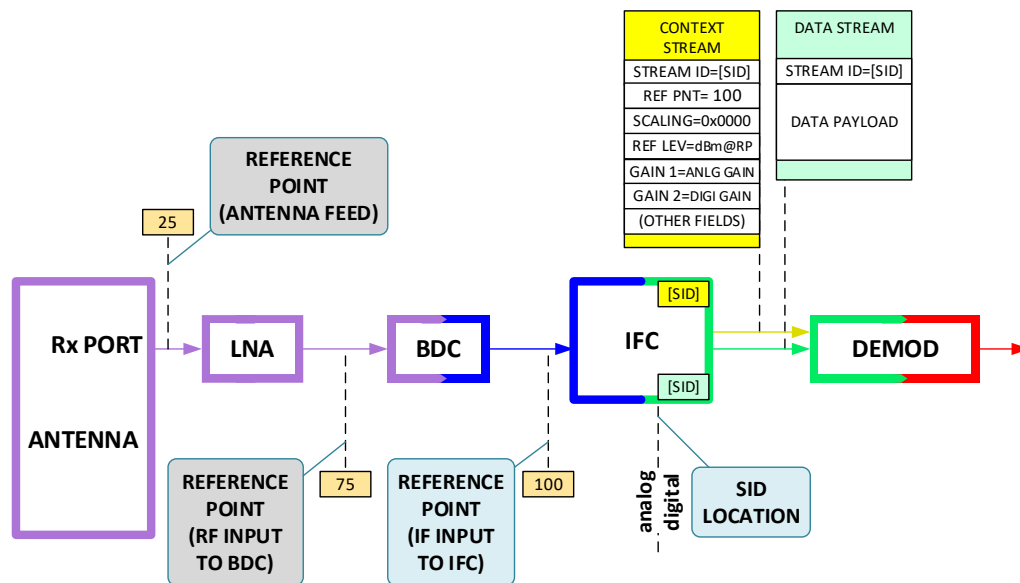 CONTEXT
STREAM
STREAM ID=[SID]
REF PNT= 100
SCALING=0x0000
REF LEV=dBm@RP
GAIN 1=ANLG GAIN
GAIN 2=DIGI GAIN
(OTHER FIELDS)
DATA STREAM
STREAM ID=[SID]
DATA PAYLOAD
REFERENCE
POINT
(ANTENNA FEED)
25
Rx PORT
ANTENNA
LNA
BDC
IFC
[SID]
[SID]
DEMOD
REFERENCE
POINT
(RF INPUT
TO BDC)
75
REFERENCE
POINT
(IF INPUT
TO IFC)
100
analog
digital
SID
LOCATION